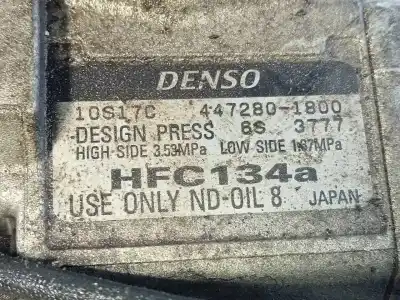 DENSO
10S17C 447280-1800
DESIGN PRESS 6S 3777
HIGH-SIDE 3.53MPa LOW SIDE 1.67MPa
HFC134a
USE ONLY ND-OIL 8 JAPAN